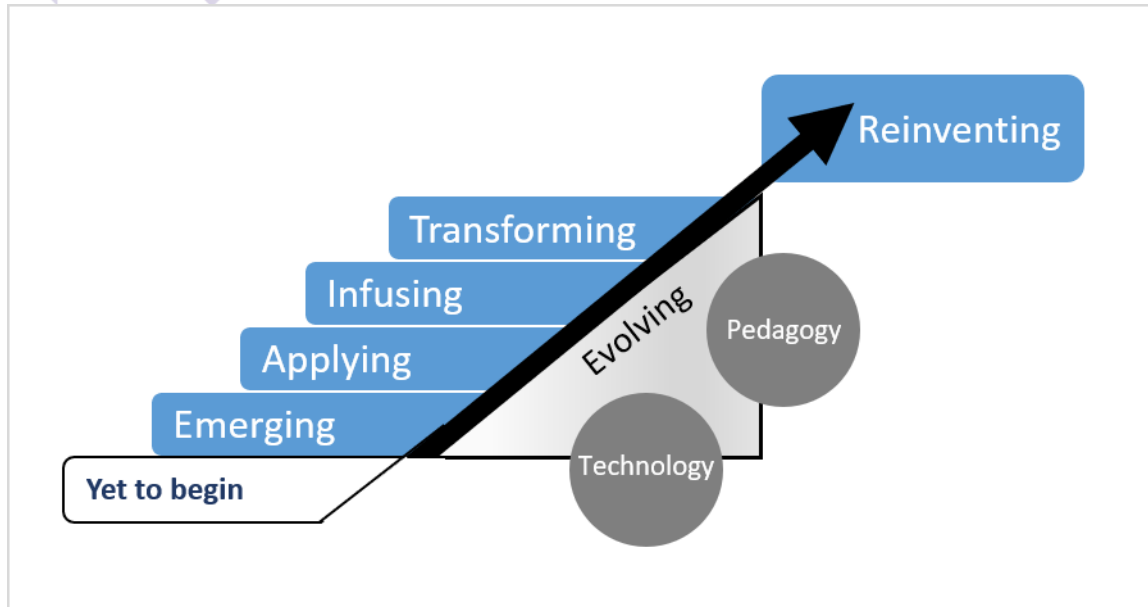 Reinventing
Transforming
Infusing
Evolving
Pedagogy
Applying
Emerging
Technology
Yet to begin